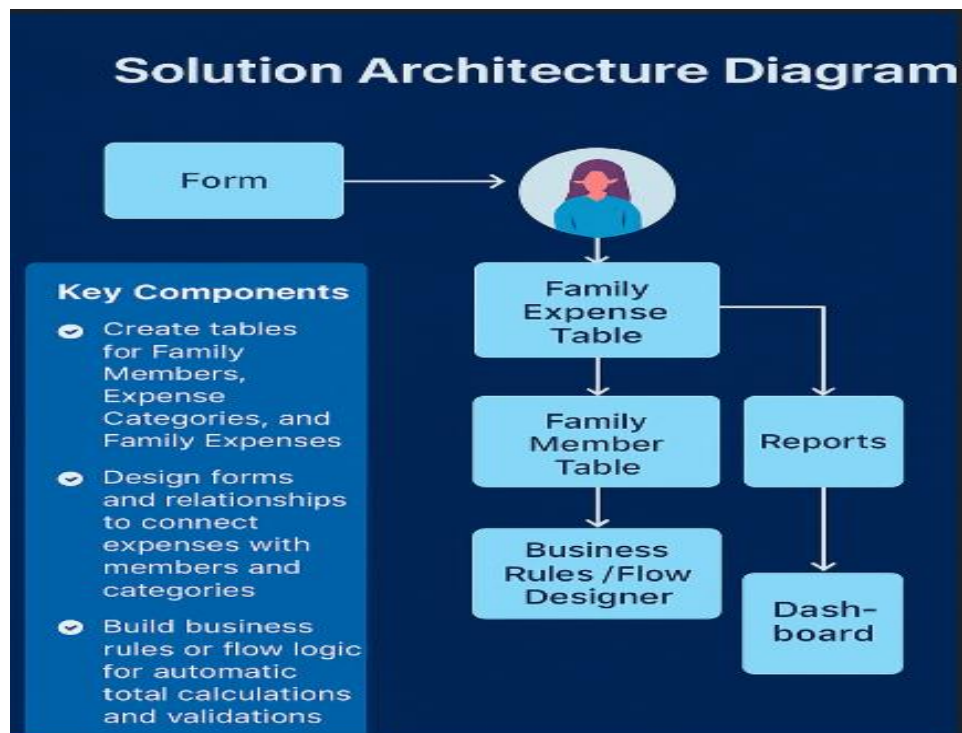 Solution Architecture Diagram
Form
Key Components
Create tables
for Family
Members,
Expense
Categories, and
Family Expenses
Design forms
and relationships
to connect
expenses with
members and
categories
Build business
rules or flow logic
for automatic
total calculations
and validations
Family
Expense
Table
Family
Member
Table
Business
Rules /Flow
Designer
Reports
Dash-
board